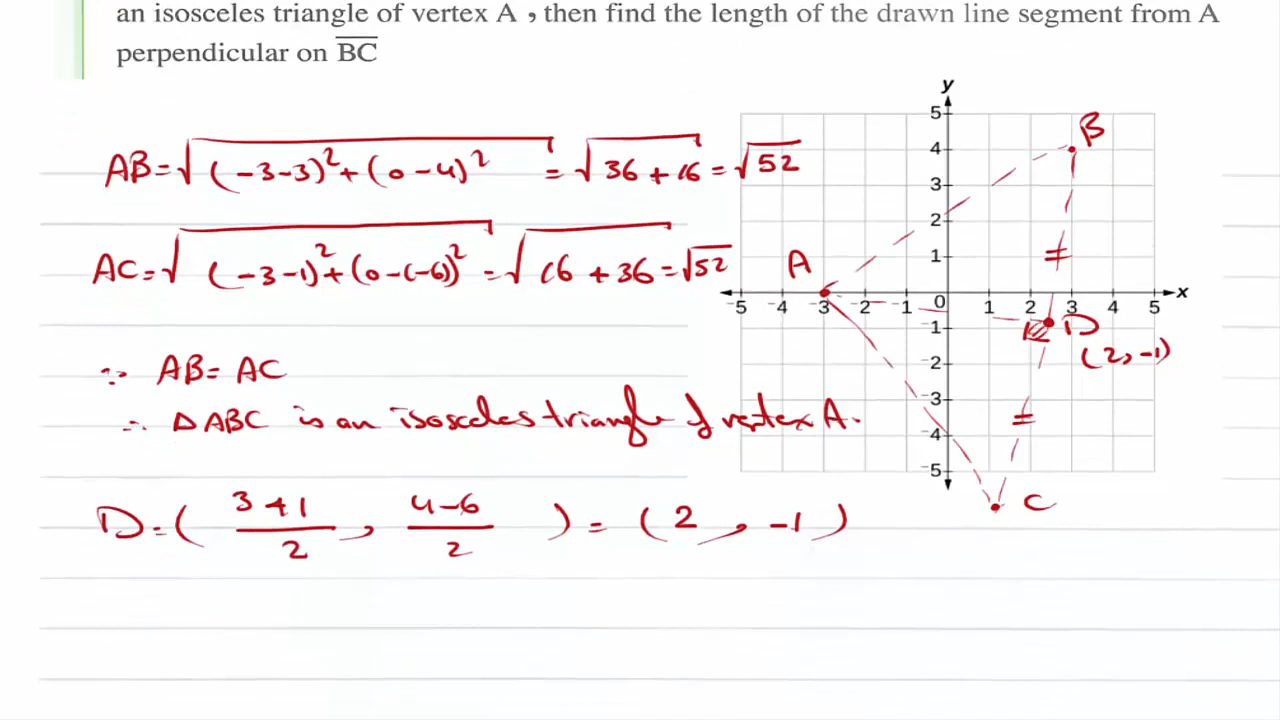 an isosceles triangle of vertex A , then find the length of the drawn line segment from A
perpendicular on BC
AB=√(-3-3)²+(0-4)² = √36+16 = √52
AC=√(-3-1)²+(0-(-6))² = √16+36 = √52
∵ AB= AC
∴ △ABC is an isosceles triangle of vertex A.
D=( 3+1/2 , 4-6/2 ) = ( 2 , -1 )
y
5
4
3
2
1
0
-1
-2
-3
-4
-5
-5 -4 -3 -2 -1 1 2 3 4 5 x
A
B
D
(2,-1)
C